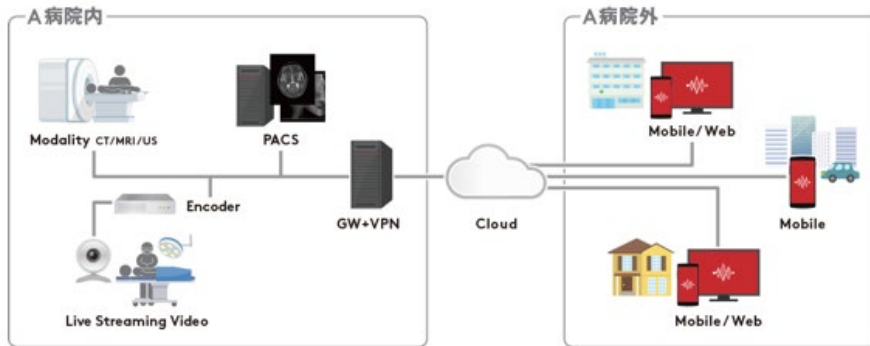 A病院内
Modality CT/MRI/US
PACS
Encoder
GW+VPN
Live Streaming Video
Cloud
A病院外
Mobile/Web
Mobile
Mobile/Web